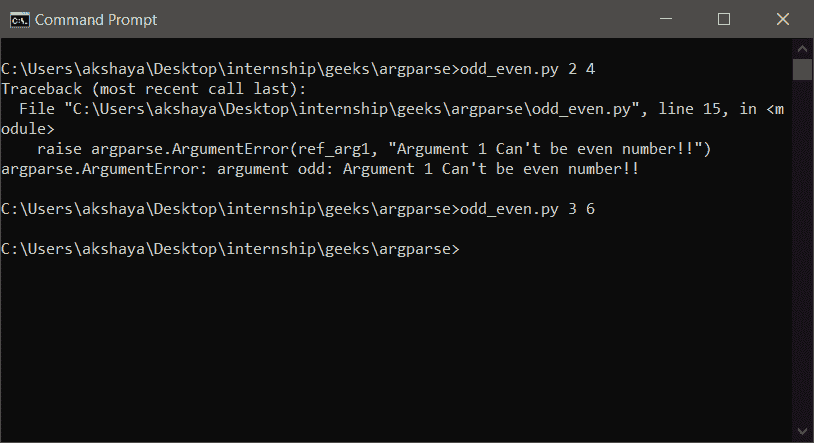 Command Prompt
C:\Users\akshaya\Desktop\internship\geeks\argparse>odd_even.py 2 4
Traceback (most recent call last):
  File "C:\Users\akshaya\Desktop\internship\geeks\argparse\odd_even.py", line 15, in <m
odule>
    raise argparse.ArgumentError(ref_arg1, "Argument 1 Can't be even number!!")
argparse.ArgumentError: argument odd: Argument 1 Can't be even number!!
C:\Users\akshaya\Desktop\internship\geeks\argparse>odd_even.py 3 6
C:\Users\akshaya\Desktop\internship\geeks\argparse>